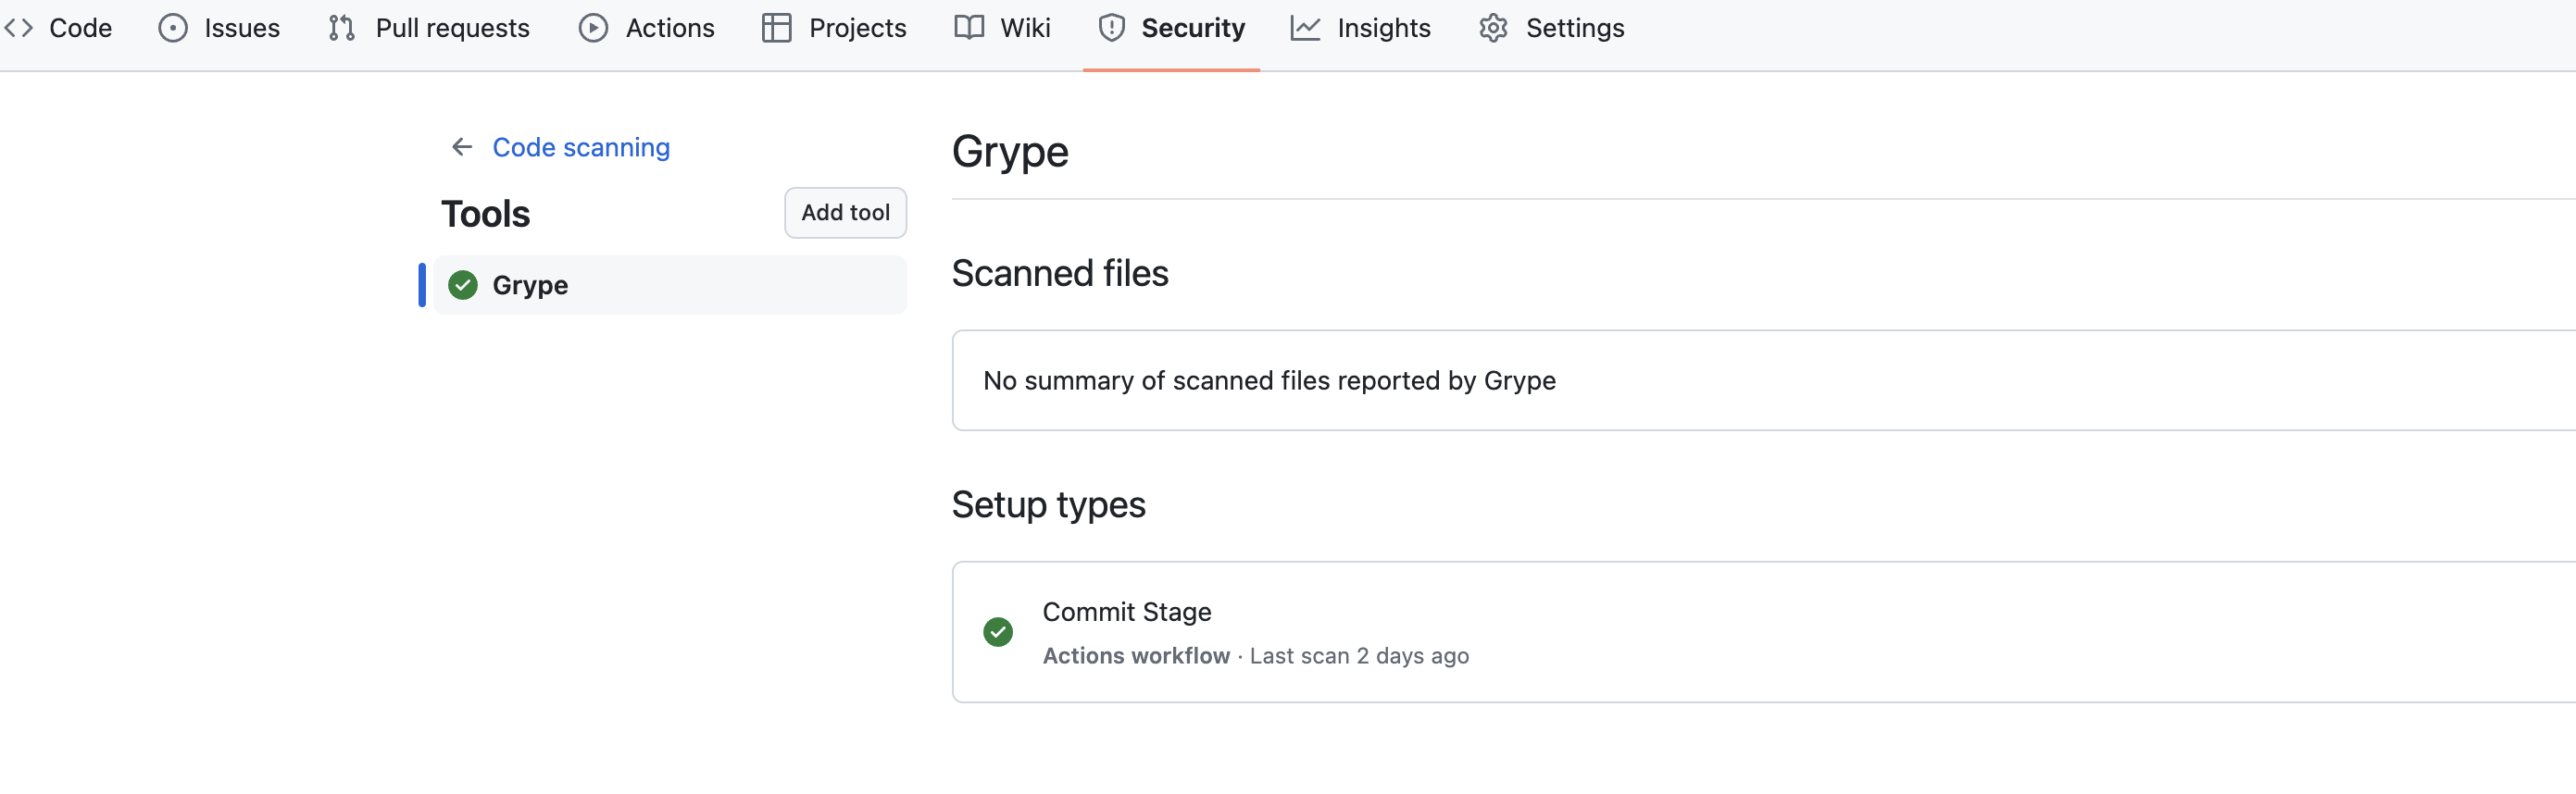 Code Issues Pull requests Actions Projects Wiki Security Insights Settings
Code scanning
Tools Add tool
Grype
Grype
Scanned files
No summary of scanned files reported by Grype
Setup types
Commit Stage
Actions workflow · Last scan 2 days ago